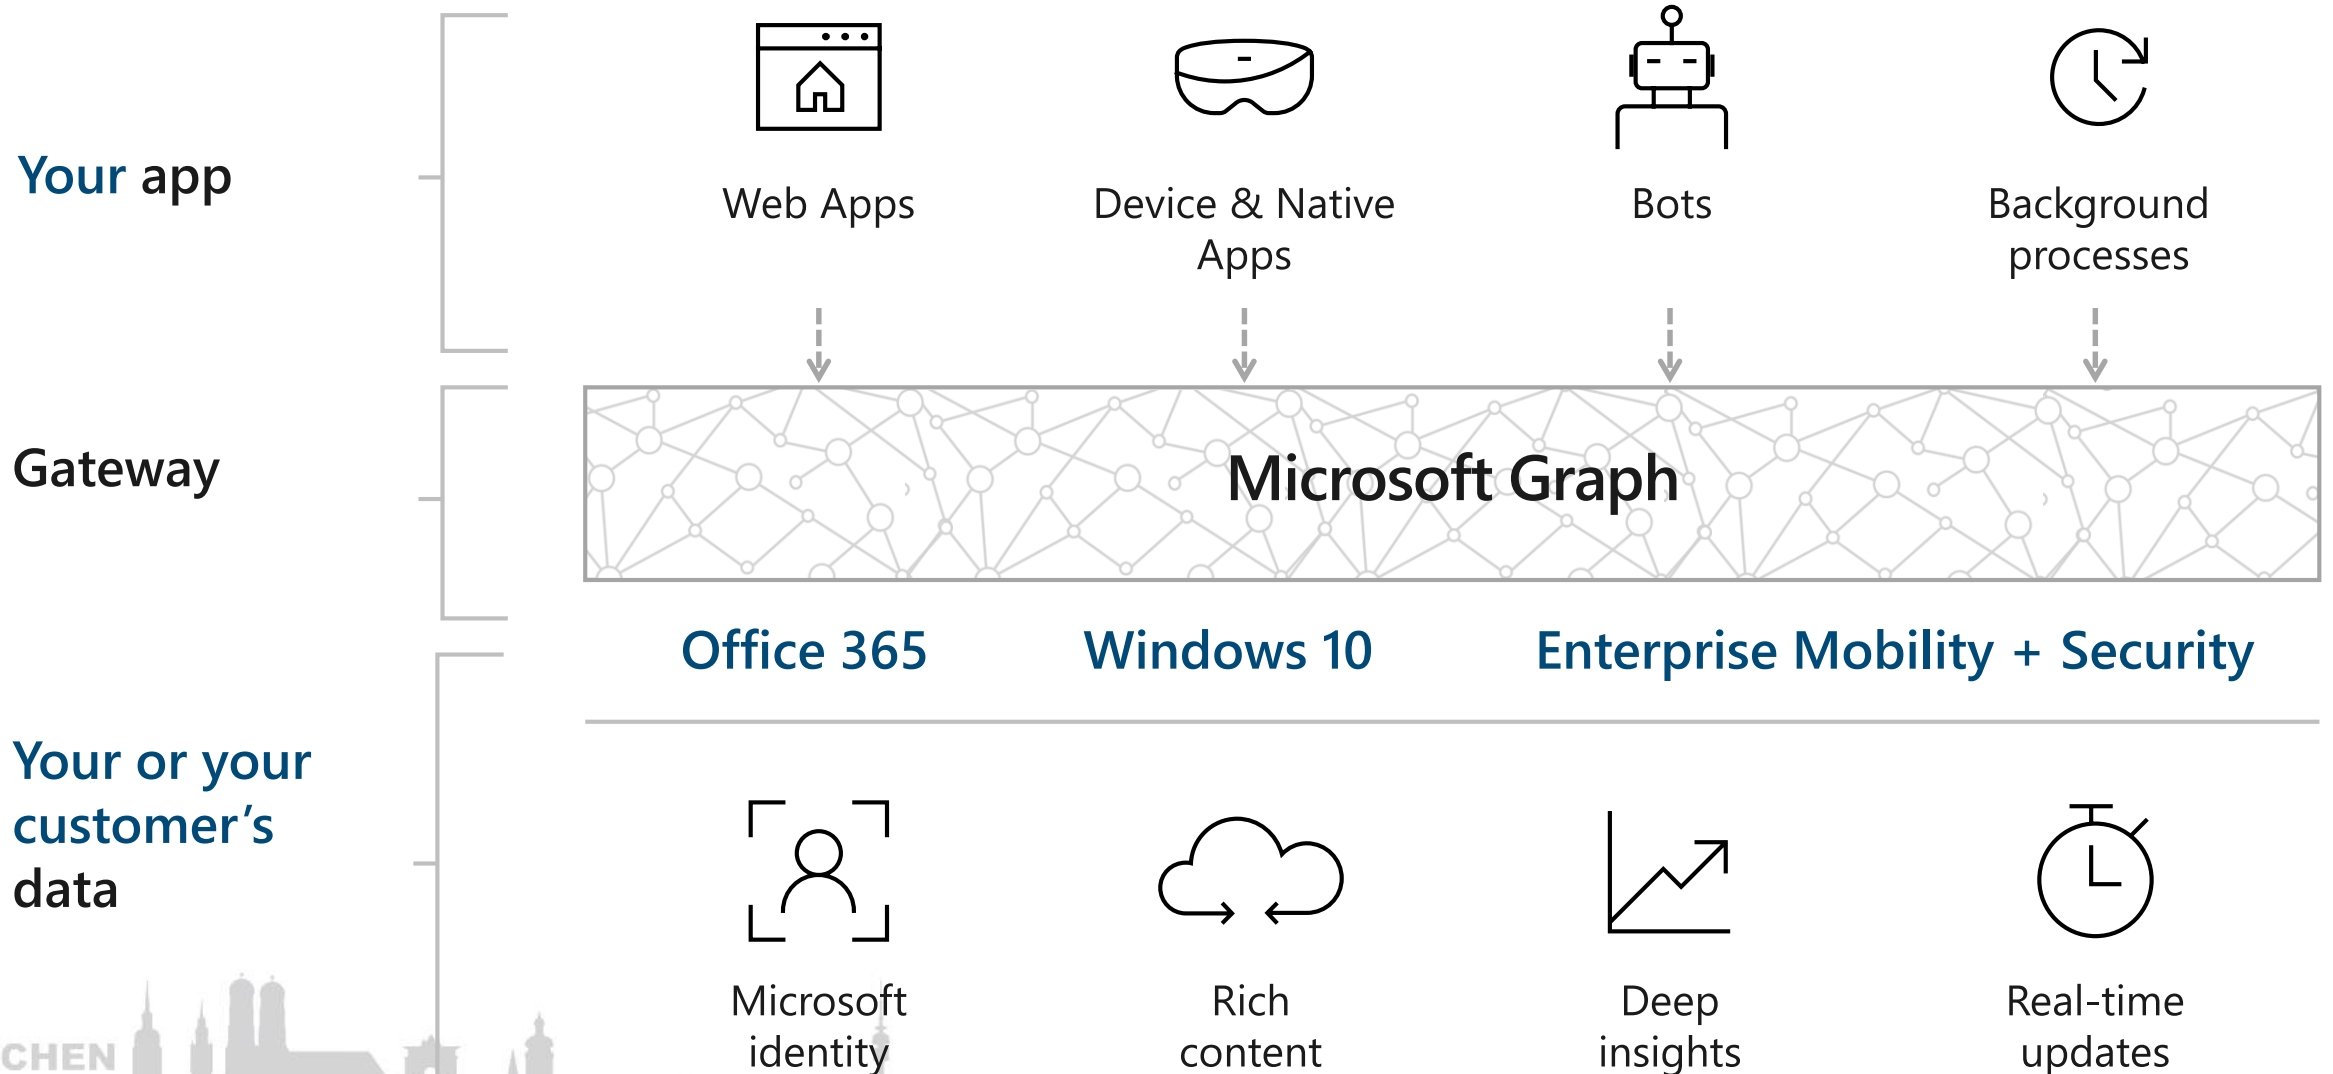 Your app
Web Apps
Device & Native
Apps
Bots
Background
processes
Gateway
Microsoft Graph
Office 365
Windows 10
Enterprise Mobility + Security
Your or your
customer’s
data
Microsoft
identity
Rich
content
Deep
insights
Real-time
updates
CHEN